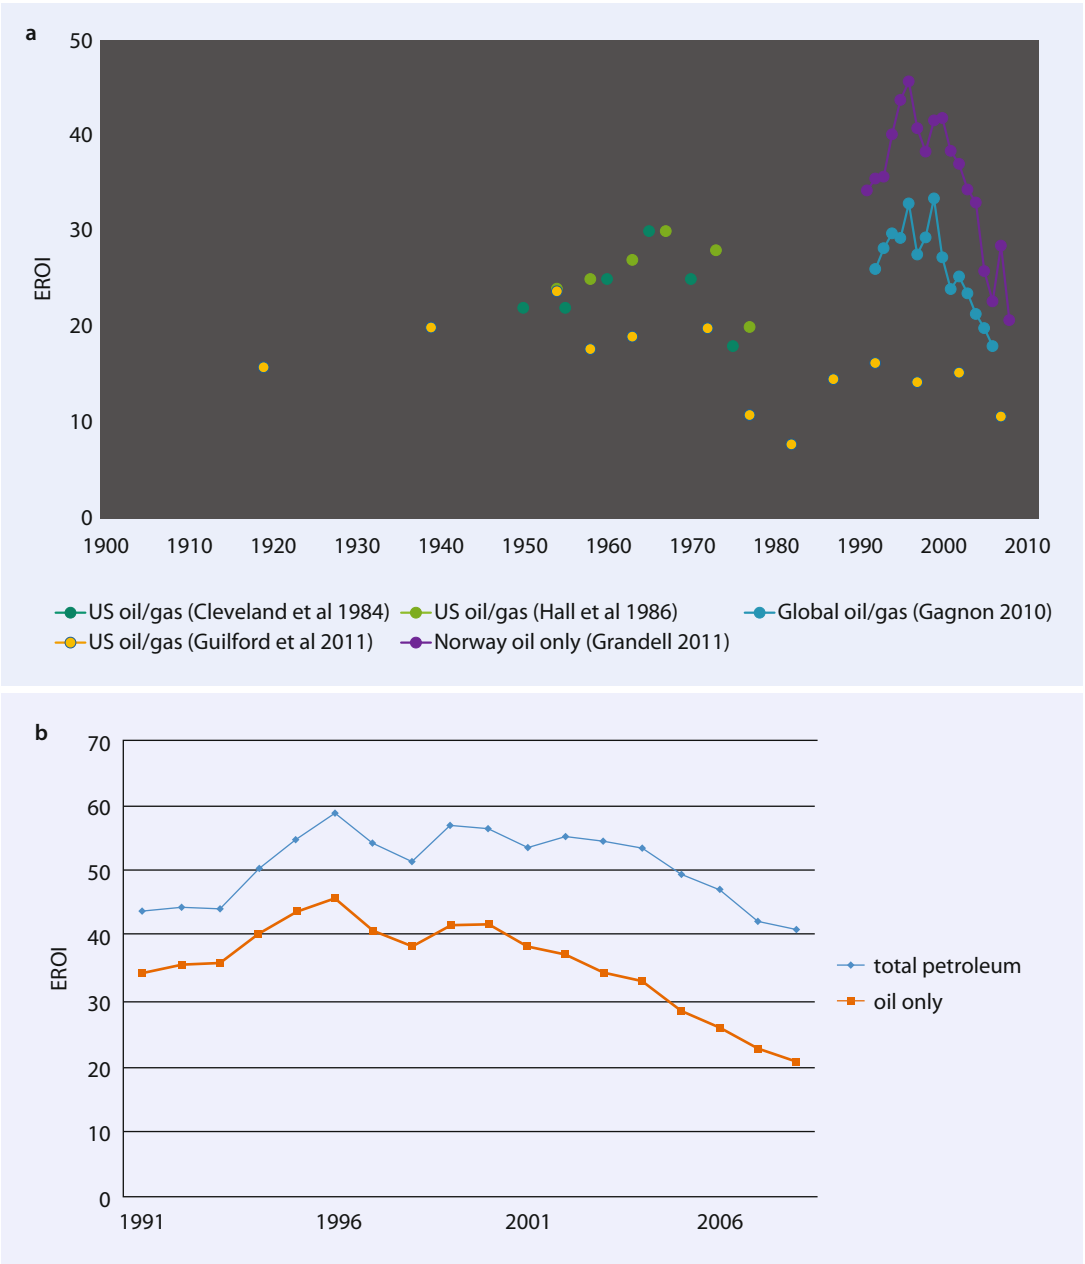 a
50
40
30
20
10
0
EROI
1900 1910 1920 1930 1940 1950 1960 1970 1980 1990 2000 2010
US oil/gas (Cleveland et al 1984) US oil/gas (Hall et al 1986) Global oil/gas (Gagnon 2010)
US oil/gas (Guilford et al 2011) Norway oil only (Grandell 2011)
b
70
60
50
40
30
20
10
0
EROI
1991 1996 2001 2006
total petroleum
oil only